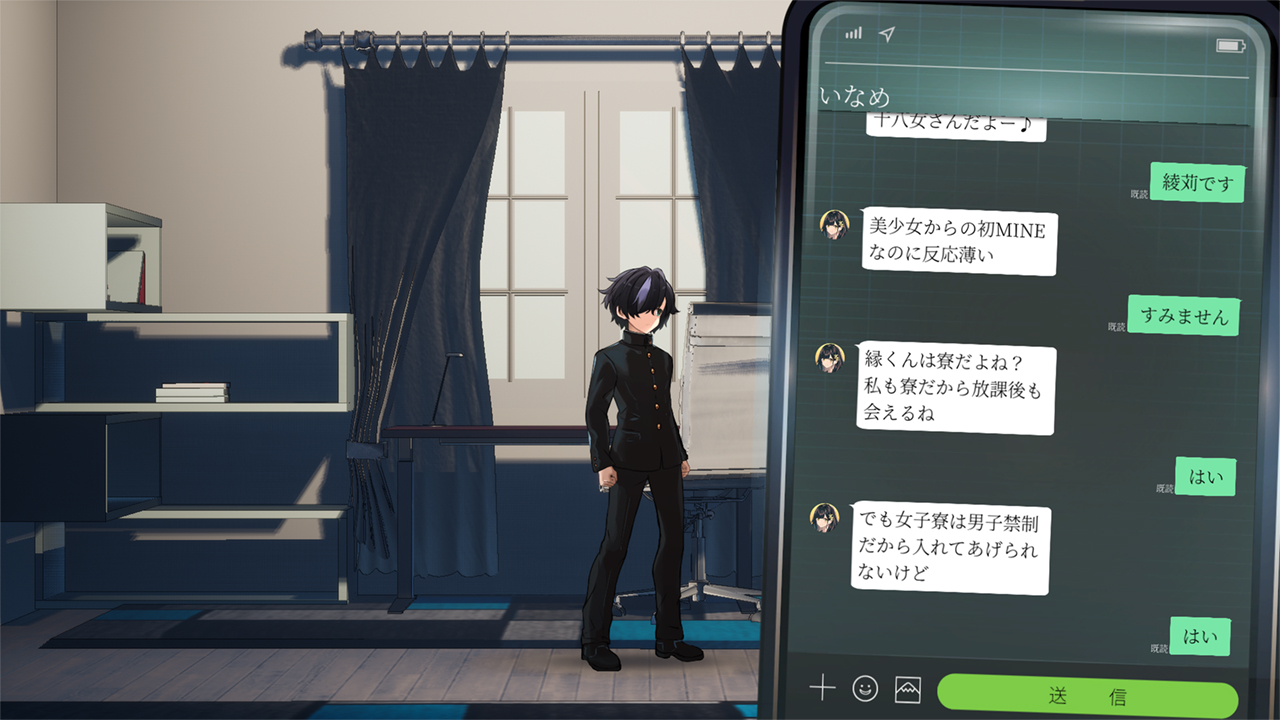 いなめ
十八女さんだよー♪
綾苅です
既読
美少女からの初MINE
なのに反応薄い
すみません
既読
縁くんは寮だよね？
私も寮だから放課後も
会えるね
はい
既読
でも女子寮は男子禁制
だから入れてあげられ
ないけど
はい
既読
送信